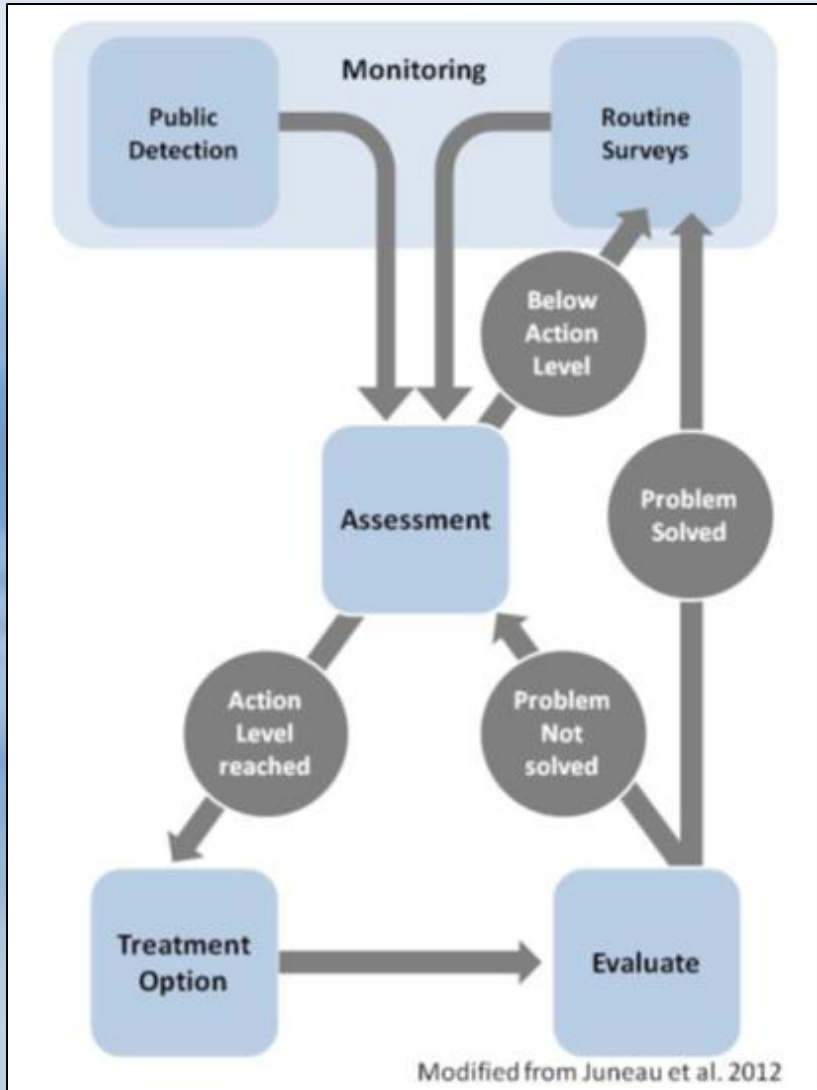 Monitoring
Public
Detection
Routine
Surveys
Below
Action
Level
Assessment
Problem
Solved
Action
Level
reached
Problem
Not
solved
Treatment
Option
Evaluate
Modified from Juneau et al. 2012